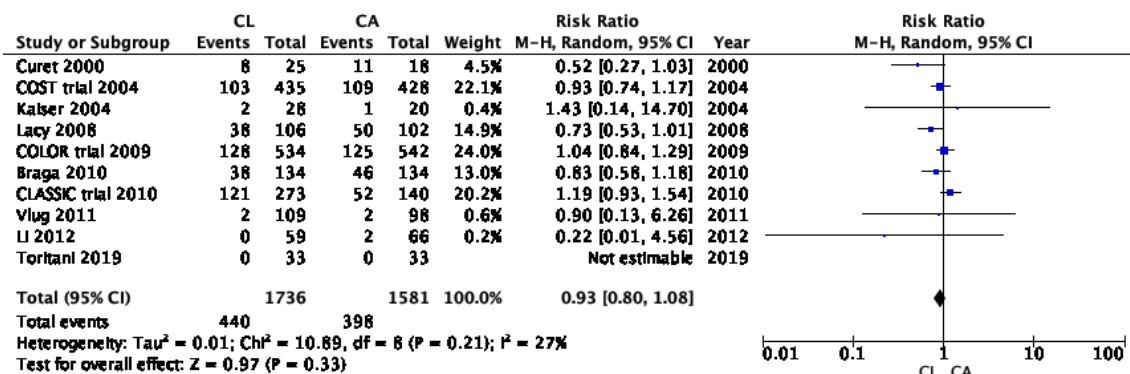 CL CA Risk Ratio Risk Ratio
Study or Subgroup Events Total Events Total Weight M-H, Random, 95% CI Year M-H, Random, 95% CI
Curet 2000 8 25 11 18 4.5% 0.52 [0.27, 1.03] 2000
COST trial 2004 103 435 109 428 22.1% 0.93 [0.74, 1.17] 2004
Kaiser 2004 2 28 1 20 0.4% 1.43 [0.14, 14.70] 2004
Lacy 2008 38 106 50 102 14.9% 0.73 [0.53, 1.01] 2008
COLOR trial 2009 128 534 125 542 24.0% 1.04 [0.84, 1.29] 2009
Braga 2010 38 134 46 134 13.0% 0.83 [0.58, 1.18] 2010
CLASSIC trial 2010 121 273 52 140 20.2% 1.19 [0.93, 1.54] 2010
Vlug 2011 2 109 2 98 0.6% 0.90 [0.13, 6.26] 2011
Li 2012 0 59 2 66 0.2% 0.22 [0.01, 4.56] 2012
Toritani 2019 0 33 0 33 Not estimable 2019
Total (95% CI) 1736 1581 100.0% 0.93 [0.80, 1.08]
Total events 440 398
Heterogeneity: Tau² = 0.01; Chi² = 10.89, df = 8 (P = 0.21); I² = 27%
Test for overall effect: Z = 0.97 (P = 0.33)
0.01 0.1 1 10 100
CL CA